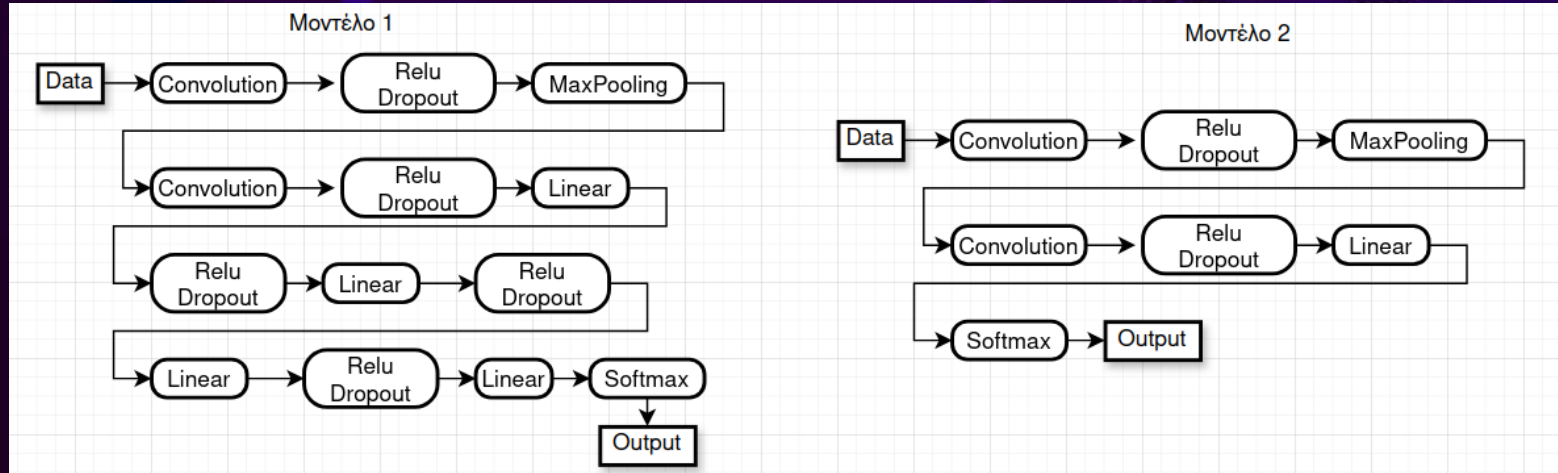 Μοντέλο 1
Data
Convolution
Relu
Dropout
MaxPooling
Convolution
Relu
Dropout
Linear
Relu
Dropout
Linear
Relu
Dropout
Linear
Relu
Dropout
Linear
Softmax
Output
Μοντέλο 2
Data
Convolution
Relu
Dropout
MaxPooling
Convolution
Relu
Dropout
Linear
Softmax
Output